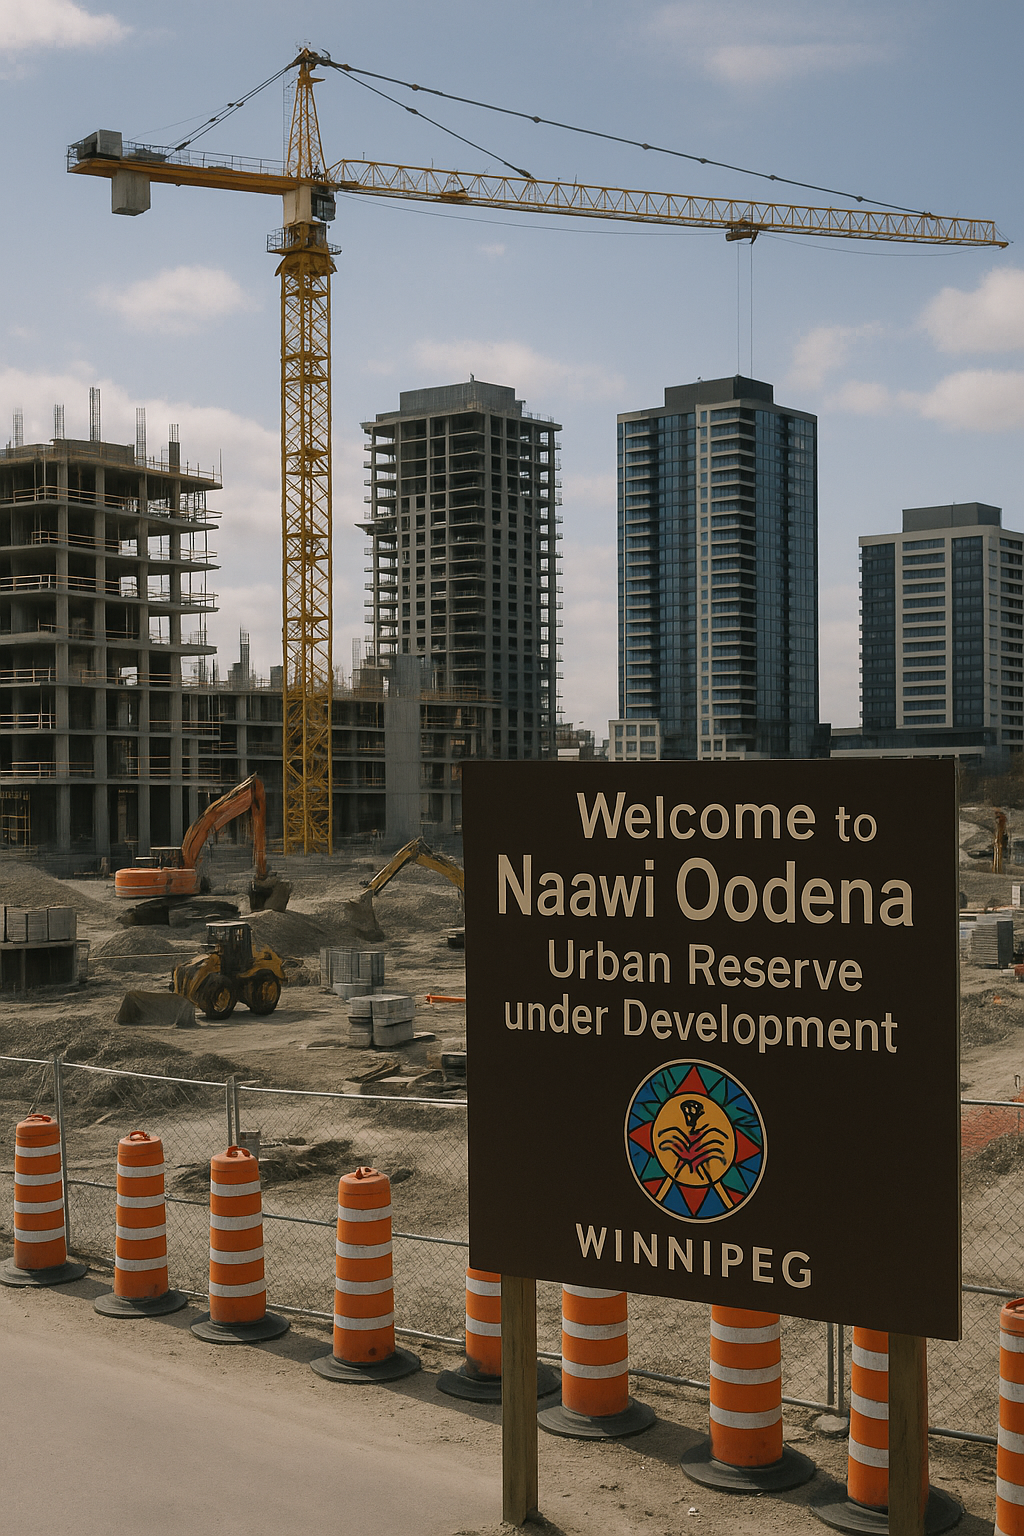 Welcome to
Naawi Oodena
Urban Reserve
under Development
WINNIPEG